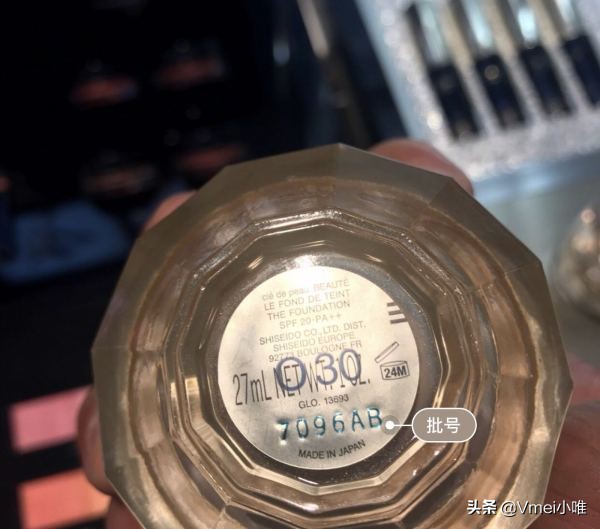 clé de peau BEAUTÉ
LE FOND DE TEINT
THE FOUNDATION
SPF 20·PA++
SHISEIDO CO., LTD. DIST.
SHISEIDO EUROPE
92773 BOULOGNE FR
O30
27mL NET WT. 1 OZ.
24M
GLO. 13693
7096AB
批号
MADE IN JAPAN
头条 @Vmei小唯